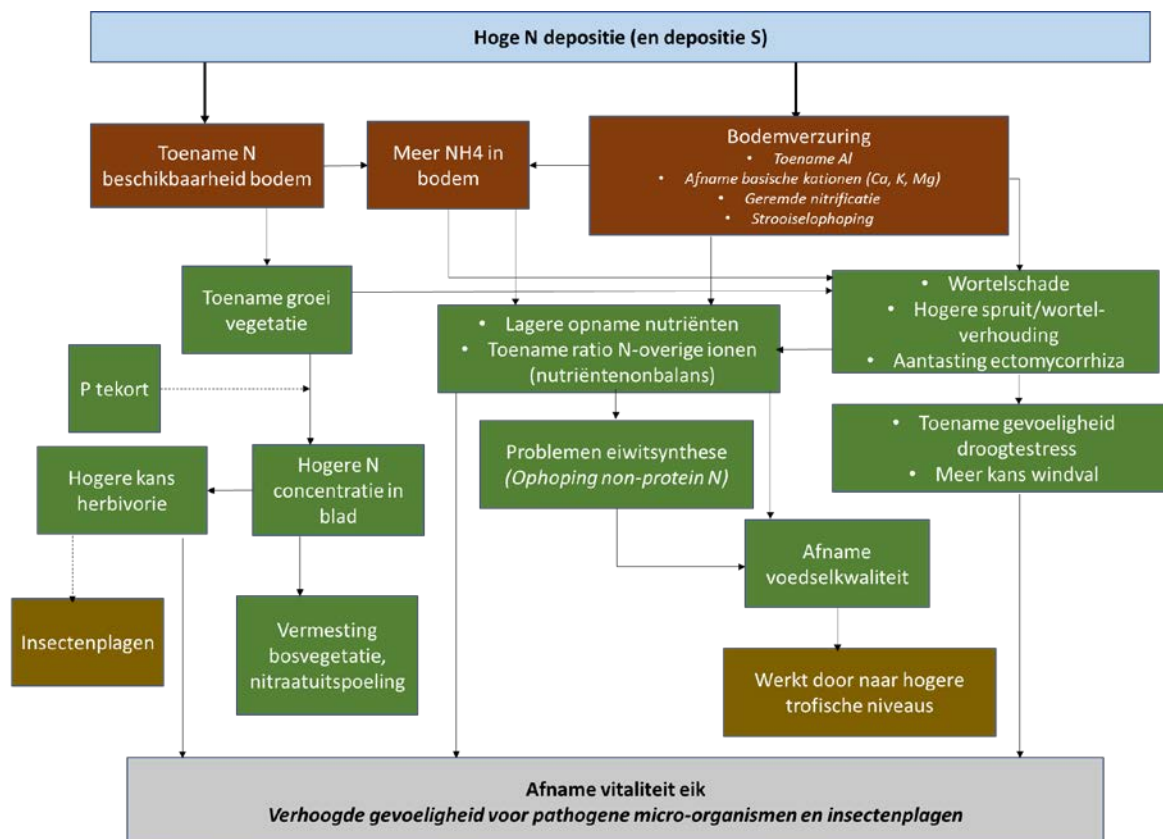 Hoge N depositie (en depositie S)
Toename N
beschikbaarheid bodem
Meer NH4 in
bodem
Bodemverzuring
• Toename Al
• Afname basische kationen (Ca, K, Mg)
• Geremde nitrificatie
• Strooiselophoping
Toename groei
vegetatie
• Wortelschade
• Hogere spruit/wortel-
verhouding
• Aantasting ectomycorrhiza
• Lagere opname nutriënten
• Toename ratio N-overige ionen
(nutriëntenonbalans)
P tekort
• Toename gevoeligheid
droogtestress
• Meer kans windval
Problemen eiwitsynthese
(Ophoping non-protein N)
Hogere kans
herbivorie
Hogere N
concentratie in
blad
Afname
voedselkwaliteit
Insectenplagen
Vermesting
bosvegetatie,
nitraatuitspoeling
Werkt door naar hogere
trofische niveaus
Afname vitaliteit eik
Verhoogde gevoeligheid voor pathogene micro-organismen en insectenplagen